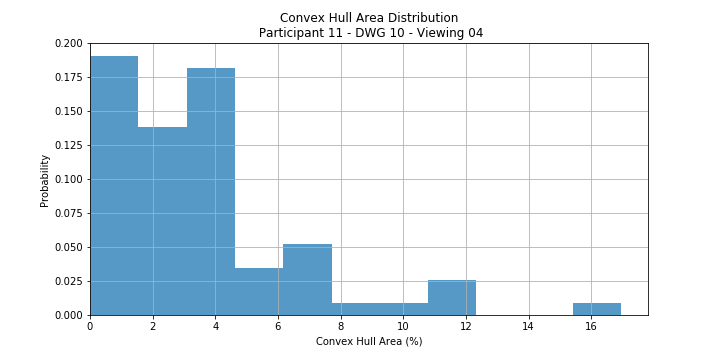 Convex Hull Area Distribution
Participant 11 - DWG 10 - Viewing 04
0.200
0.175
0.150
0.125
0.100
0.075
0.050
0.025
0.000
Probability
0 2 4 6 8 10 12 14 16
Convex Hull Area (%)